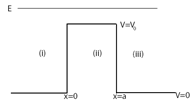 E
V=V₀
(i) (ii) (iii)
x=0 x=a V=0